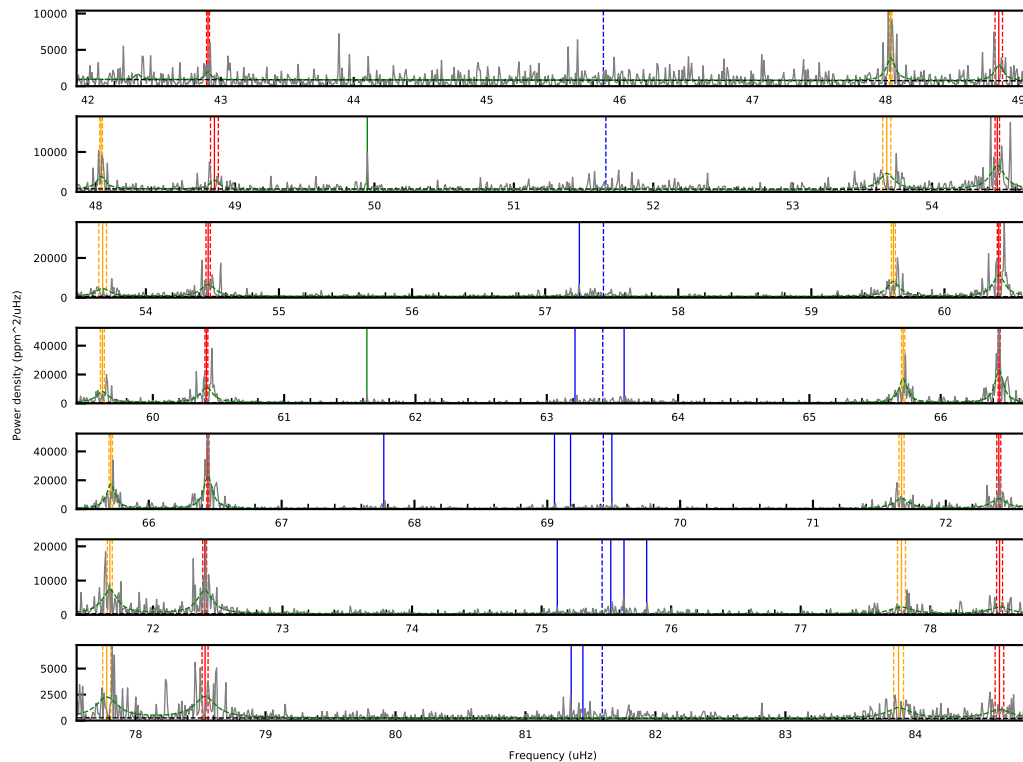 10000
5000
0
42 43 44 45 46 47 48 49
10000
0
48 49 50 51 52 53 54
20000
0
54 55 56 57 58 59 60
Power density (ppm^2/uHz)
40000
20000
0
60 61 62 63 64 65 66
40000
20000
0
66 67 68 69 70 71 72
20000
10000
0
72 73 74 75 76 77 78
5000
2500
0
78 79 80 81 82 83 84
Frequency (uHz)